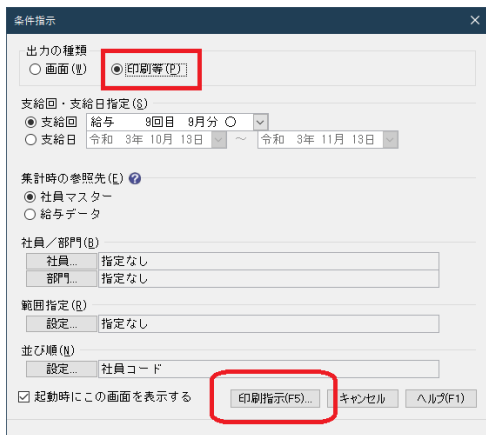 条件指示
出力の種類
画面(W) 印刷等(P)
支給回・支給日指定(S)
支給回 給与 9回目 9月分 〇
支給日 令和 3年 10月 13日 ～ 令和 3年 11月 13日
集計時の参照先(E)
社員マスター
給与データ
社員／部門(B)
社員... 指定なし
部門... 指定なし
範囲指定(R)
設定... 指定なし
並び順(N)
設定... 社員コード
起動時にこの画面を表示する 印刷指示(F5)... キャンセル ヘルプ(F1)